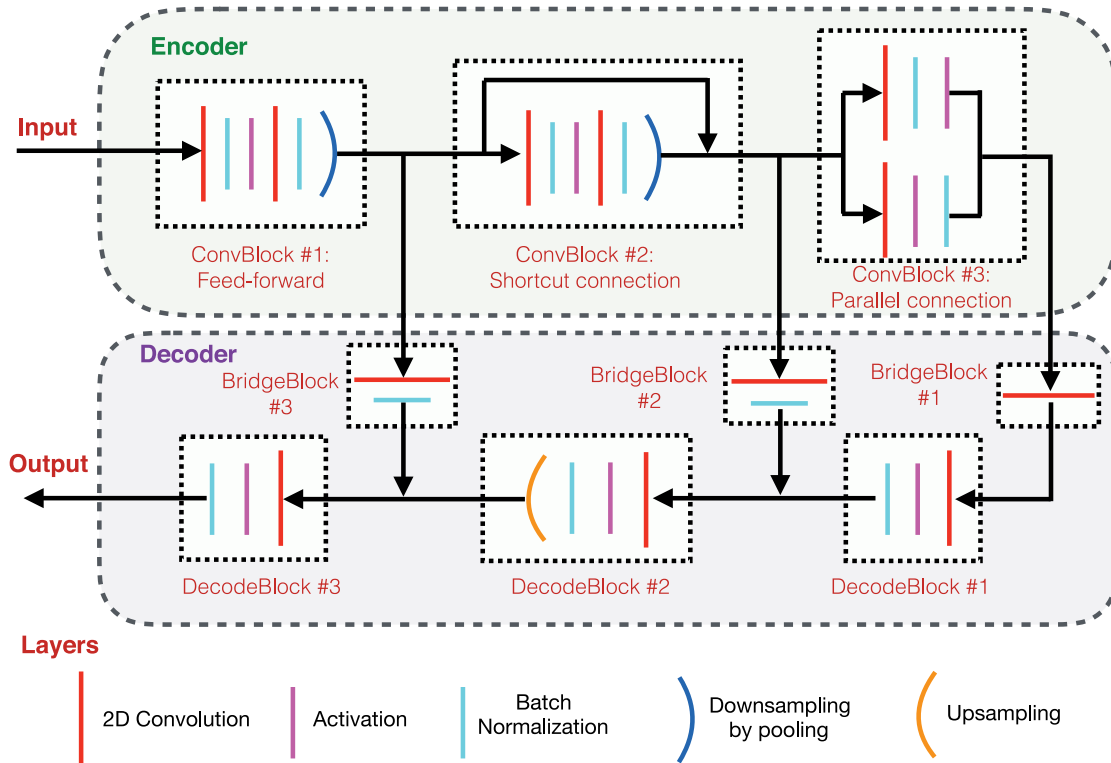 Encoder
Input
ConvBlock #1:
Feed-forward
ConvBlock #2:
Shortcut connection
ConvBlock #3:
Parallel connection
Decoder
BridgeBlock
#3
BridgeBlock
#2
BridgeBlock
#1
Output
DecodeBlock #3
DecodeBlock #2
DecodeBlock #1
Layers
2D Convolution
Activation
Batch
Normalization
Downsampling
by pooling
Upsampling